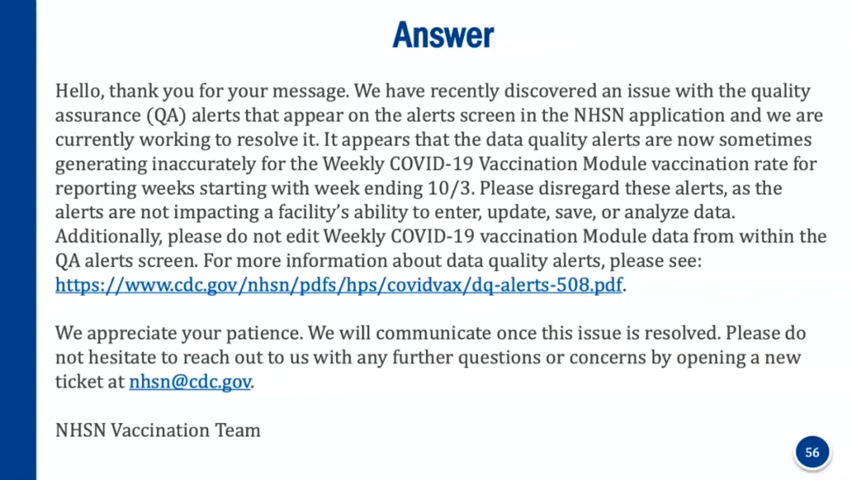 Answer
Hello, thank you for your message. We have recently discovered an issue with the quality
assurance (QA) alerts that appear on the alerts screen in the NHSN application and we are
currently working to resolve it. It appears that the data quality alerts are now sometimes
generating inaccurately for the Weekly COVID-19 Vaccination Module vaccination rate for
reporting weeks starting with week ending 10/3. Please disregard these alerts, as the
alerts are not impacting a facility's ability to enter, update, save, or analyze data.
Additionally, please do not edit Weekly COVID-19 vaccination Module data from within the
QA alerts screen. For more information about data quality alerts, please see:
https://www.cdc.gov/nhsn/pdfs/hps/covidvax/dq-alerts-508.pdf.
We appreciate your patience. We will communicate once this issue is resolved. Please do
not hesitate to reach out to us with any further questions or concerns by opening a new
ticket at nhsn@cdc.gov.
NHSN Vaccination Team
56